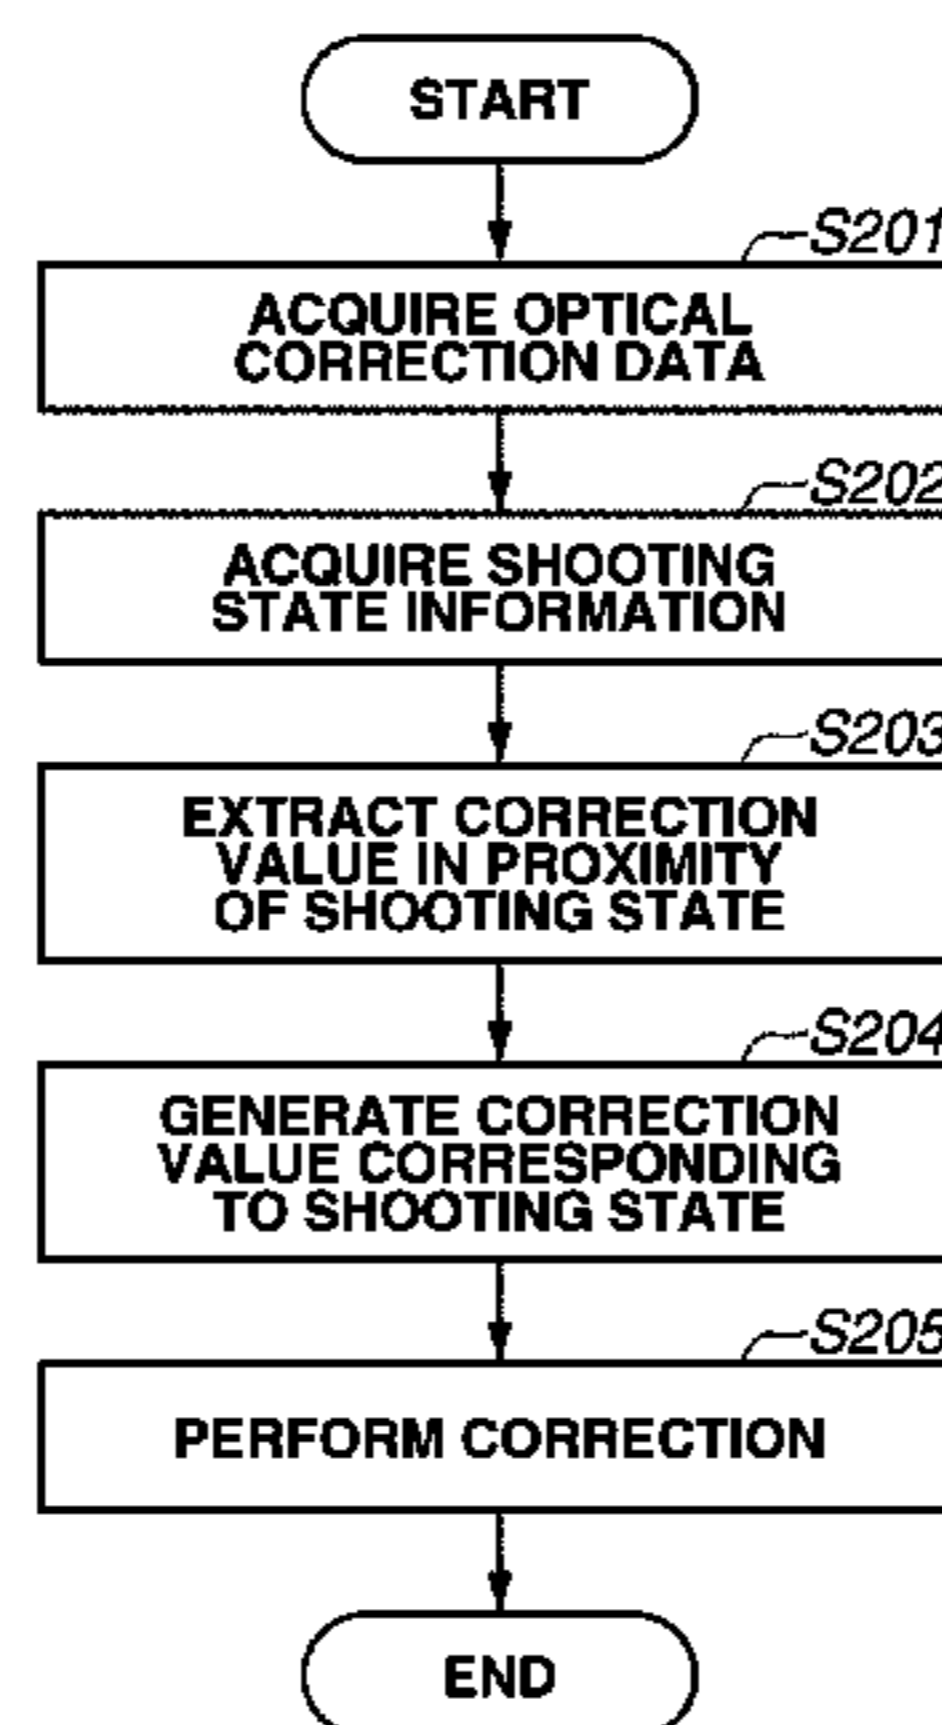 START
S201
ACQUIRE OPTICAL
CORRECTION DATA
S202
ACQUIRE SHOOTING
STATE INFORMATION
S203
EXTRACT CORRECTION
VALUE IN PROXIMITY
OF SHOOTING STATE
S204
GENERATE CORRECTION
VALUE CORRESPONDING
TO SHOOTING STATE
S205
PERFORM CORRECTION
END